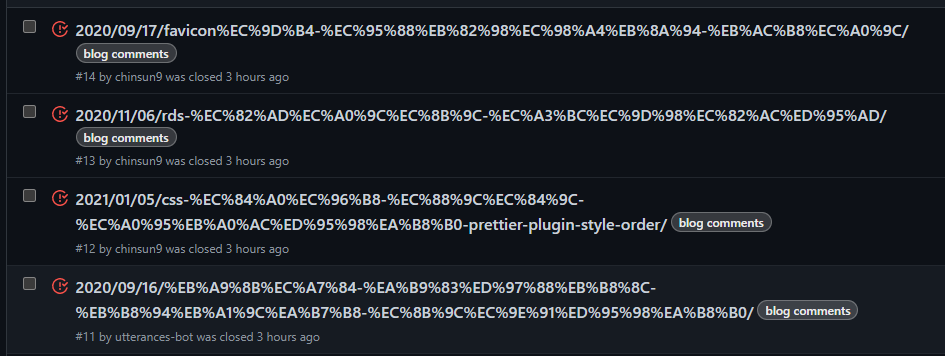 2020/09/17/favicon%EC%9D%B4-%EC%95%88%EB%82%98%EC%98%A4%EB%8A%94-%EB%AC%B8%EC%A0%9C/
blog comments
#14 by chinsun9 was closed 3 hours ago
2020/11/06/rds-%EC%82%AD%EC%A0%9C%EC%8B%9C-%EC%A3%BC%EC%9D%98%EC%82%AC%ED%95%AD/
blog comments
#13 by chinsun9 was closed 3 hours ago
2021/01/05/css-%EC%84%A0%EC%96%B8-%EC%88%9C%EC%84%9C-
%EC%A0%95%EB%A0%AC%ED%95%98%EA%B8%B0-prettier-plugin-style-order/ blog comments
#12 by chinsun9 was closed 3 hours ago
2020/09/16/%EB%A9%8B%EC%A7%84-%EA%B9%83%ED%97%88%EB%B8%8C-
%EB%B8%94%EB%A1%9C%EA%B7%B8-%EC%8B%9C%EC%9E%91%ED%95%98%EA%B8%B0/ blog comments
#11 by utterances-bot was closed 3 hours ago